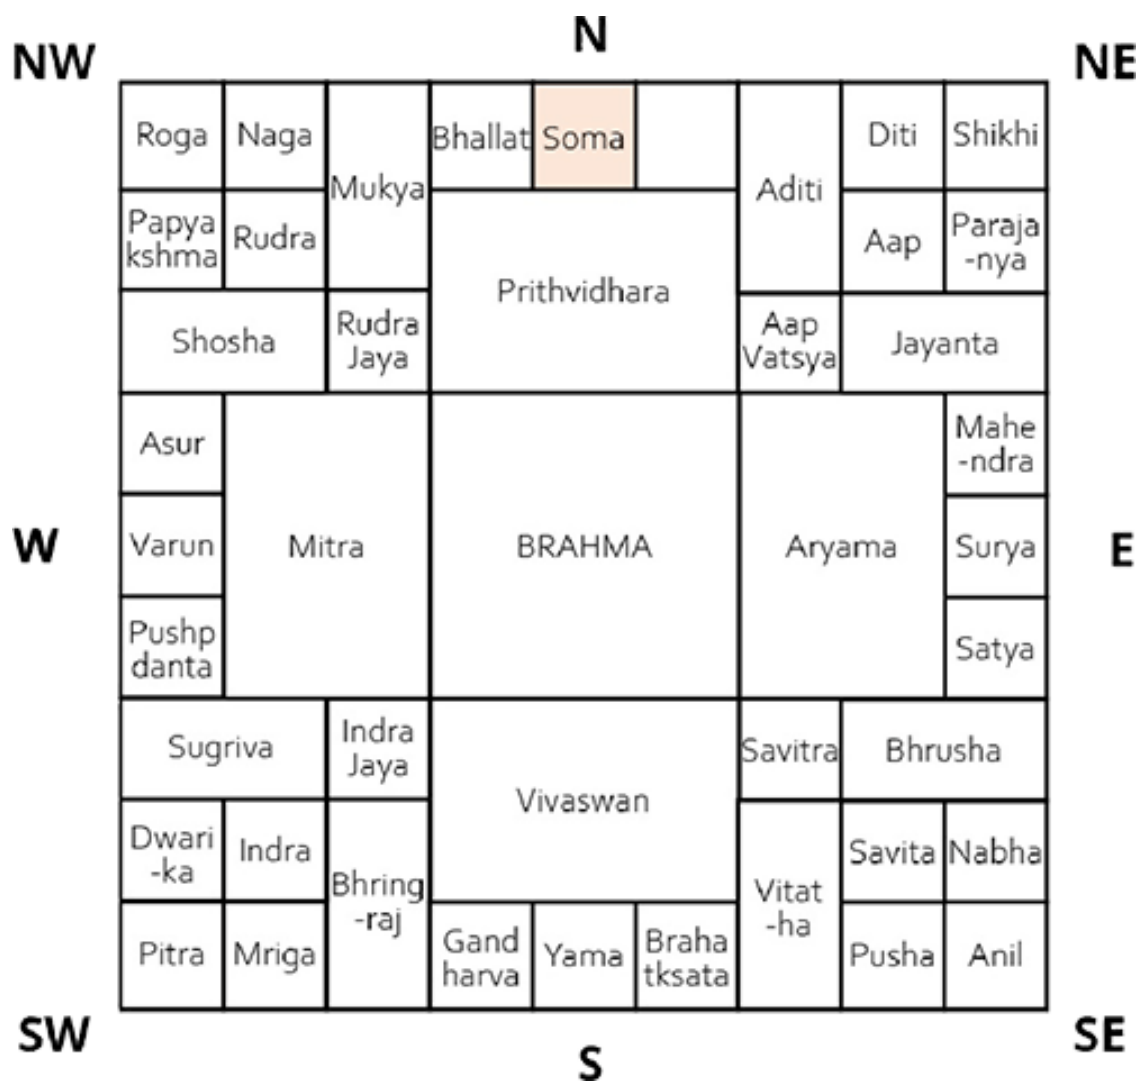 N
NW
NE
Roga
Naga
Mukya
Bhallat
Soma
Aditi
Diti
Shikhi
Papya
kshma
Rudra
Prithvidhara
Aap
Paraja
-nya
Shosha
Rudra
Jaya
Aap
Vatsya
Jayanta
Asur
Mitra
BRAHMA
Aryama
Mahe
-ndra
W
Varun
Surya
E
Pushp
danta
Satya
Sugriva
Indra
Jaya
Vivaswan
Savitra
Bhrusha
Dwari
-ka
Indra
Bhring
-raj
Vitat
-ha
Savita
Nabha
Pitra
Mriga
Gand
harva
Yama
Braha
tksata
Pusha
Anil
SW
S
SE